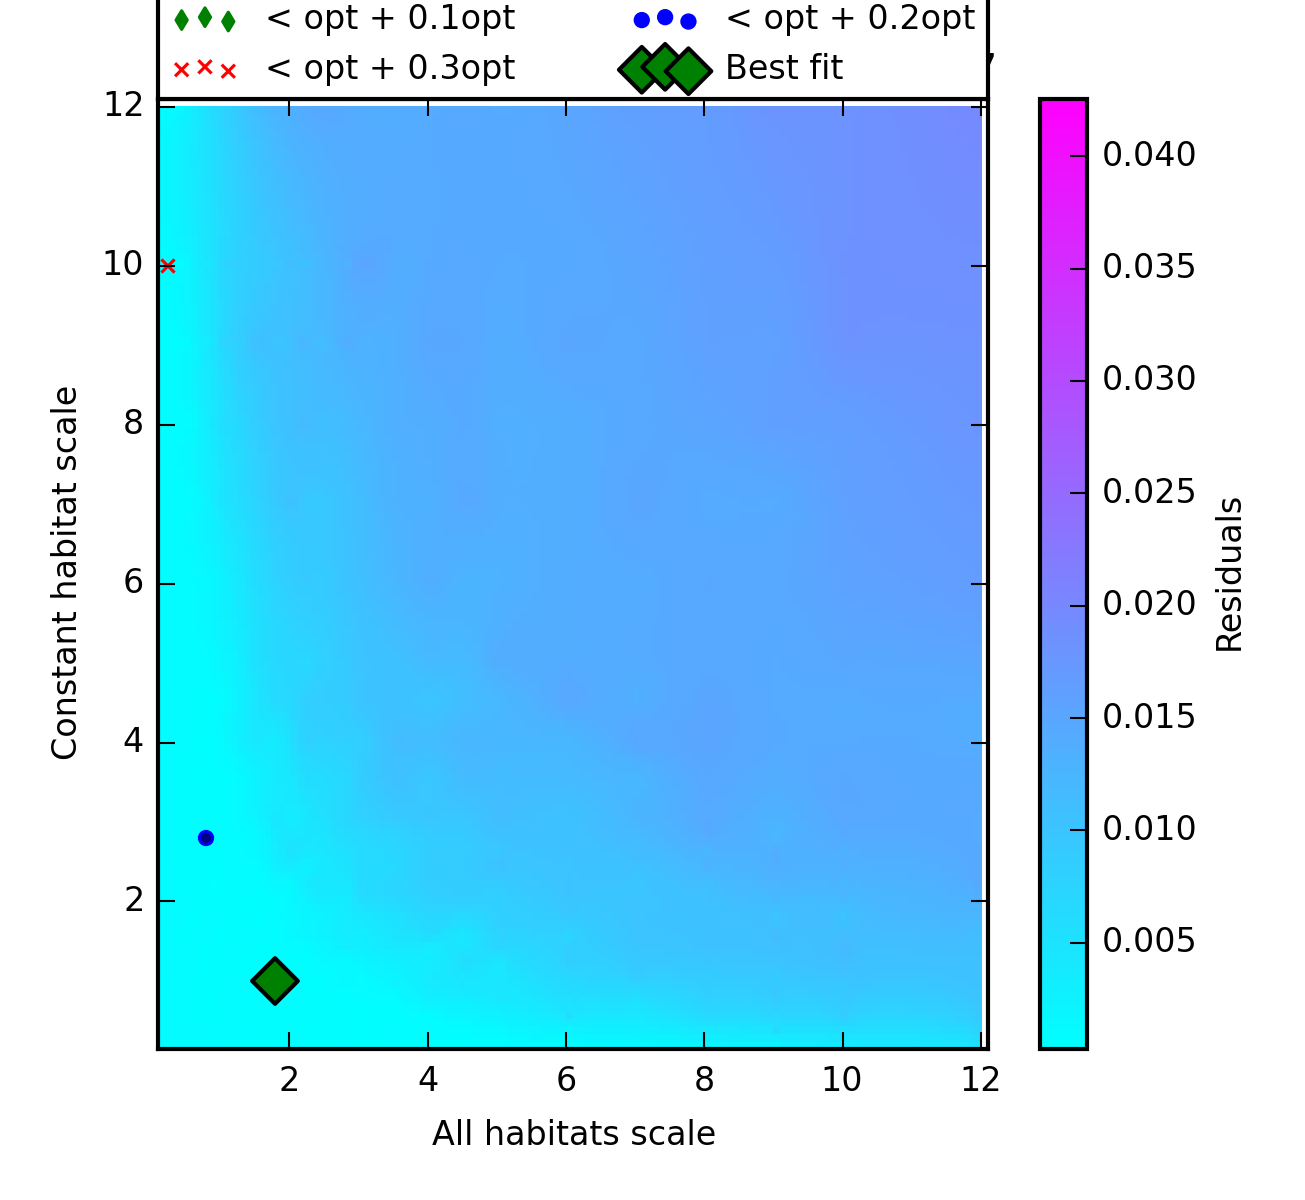 < opt + 0.1opt
< opt + 0.2opt
< opt + 0.3opt
Best fit
12
10
8
6
4
2
Constant habitat scale
2 4 6 8 10 12
All habitats scale
0.040
0.035
0.030
0.025
0.020
0.015
0.010
0.005
Residuals